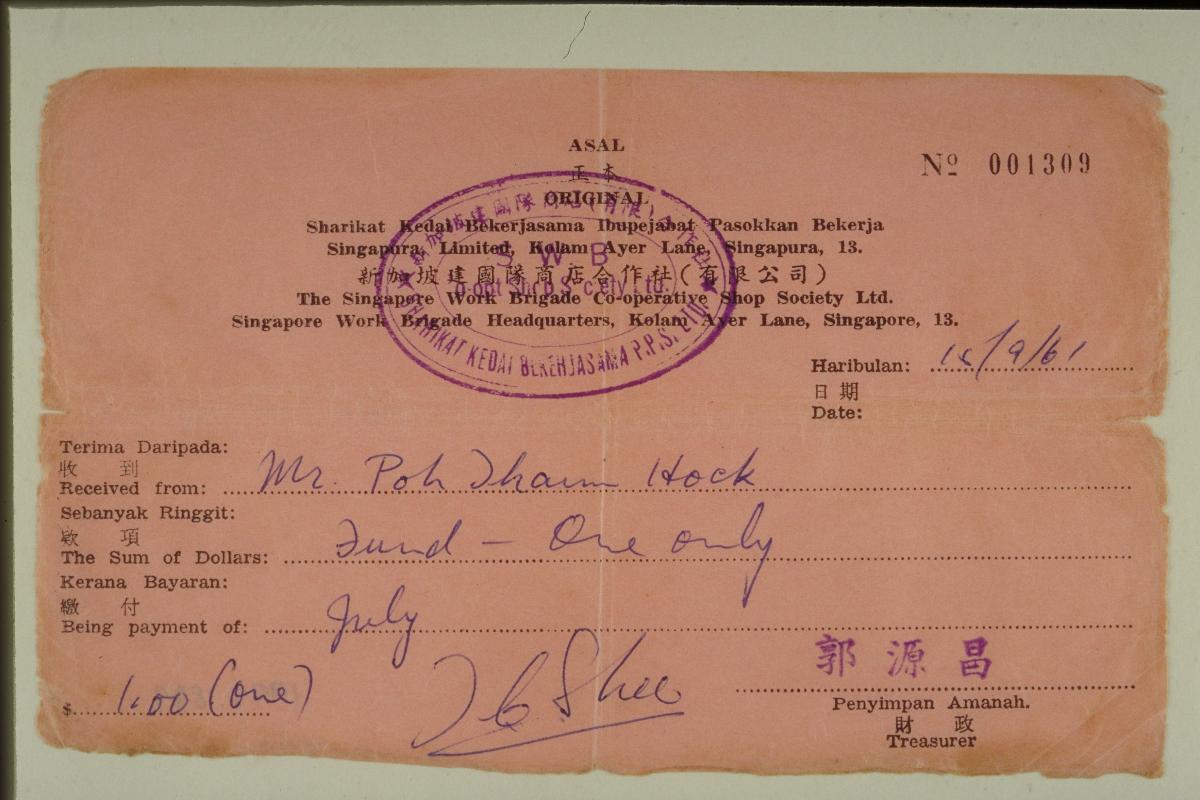 ASAL
正本
ORIGINAL
Nº 001309
Sharikat Kedai Bekerjasama Ibupejabat Pasokkan Bekerja
Singapura, Limited, Kolam Ayer Lane, Singapura, 13.
新加坡建國隊商店合作社(有限公司)
The Singapore Work Brigade Co-operative Shop Society Ltd.
Singapore Work Brigade Headquarters, Kolam Ayer Lane, Singapore, 13.
S W B
SHARIKAT KEDAI BEKERJASAMA P.P.S. LTD.
Haribulan: 15/9/61
日期
Date:
Terima Daripada:
收到
Received from: Mr. Poh Hock
Sebanyak Ringgit:
欵項
The Sum of Dollars: Fund - One only
Kerana Bayaran:
繳付
Being payment of: July
$ 1.00 (One)
郭源昌
Penyimpan Amanah.
財政
Treasurer